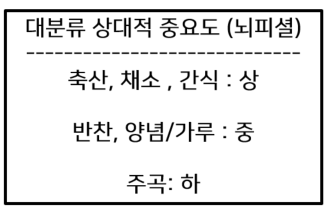 대분류 상대적 중요도 (뇌피셜)
-----------------------------
축산, 채소 , 간식 : 상
반찬, 양념/가루 : 중
주곡: 하